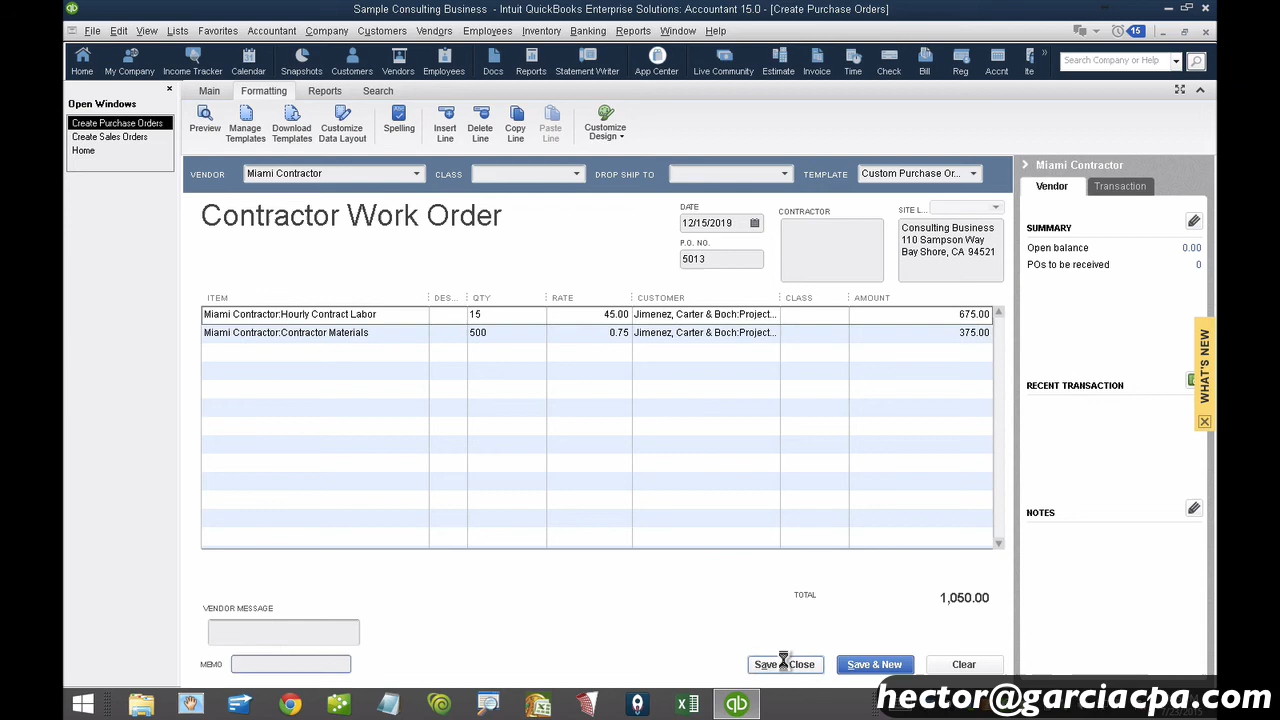 Sample Consulting Business - Intuit QuickBooks Enterprise Solutions: Accountant 15.0 - [Create Purchase Orders]
File Edit View Lists Favorites Accountant Company Customers Vendors Employees Inventory Banking Reports Window Help
15
Home My Company Income Tracker Calendar Snapshots Customers Vendors Employees Docs Reports Statement Writer App Center Live Community Estimate Invoice Time Check Bill Reg Accnt Ite
Search Company or Help
Open Windows
Create Purchase Orders
Create Sales Orders
Home
Main Formatting Reports Search
Preview
Manage Templates
Download Templates
Customize Data Layout
Spelling
Insert Line
Delete Line
Copy Line
Paste Line
Customize Design
VENDOR Miami Contractor CLASS DROP SHIP TO TEMPLATE Custom Purchase Or...
Contractor Work Order
DATE
12/15/2019
P.O. NO.
5013
CONTRACTOR
SITE L...
Consulting Business
110 Sampson Way
Bay Shore, CA 94521
ITEM DES... QTY RATE CUSTOMER CLASS AMOUNT
Miami Contractor:Hourly Contract Labor 15 45.00 Jimenez, Carter & Boch:Project... 675.00
Miami Contractor:Contractor Materials 500 0.75 Jimenez, Carter & Boch:Project... 375.00
TOTAL 1,050.00
VENDOR MESSAGE
MEMO
Save Close Save & New Clear
Miami Contractor
Vendor Transaction
SUMMARY
Open balance 0.00
POs to be received 0
RECENT TRANSACTION
NOTES
WHAT'S NEW
hector@garciacpa.com